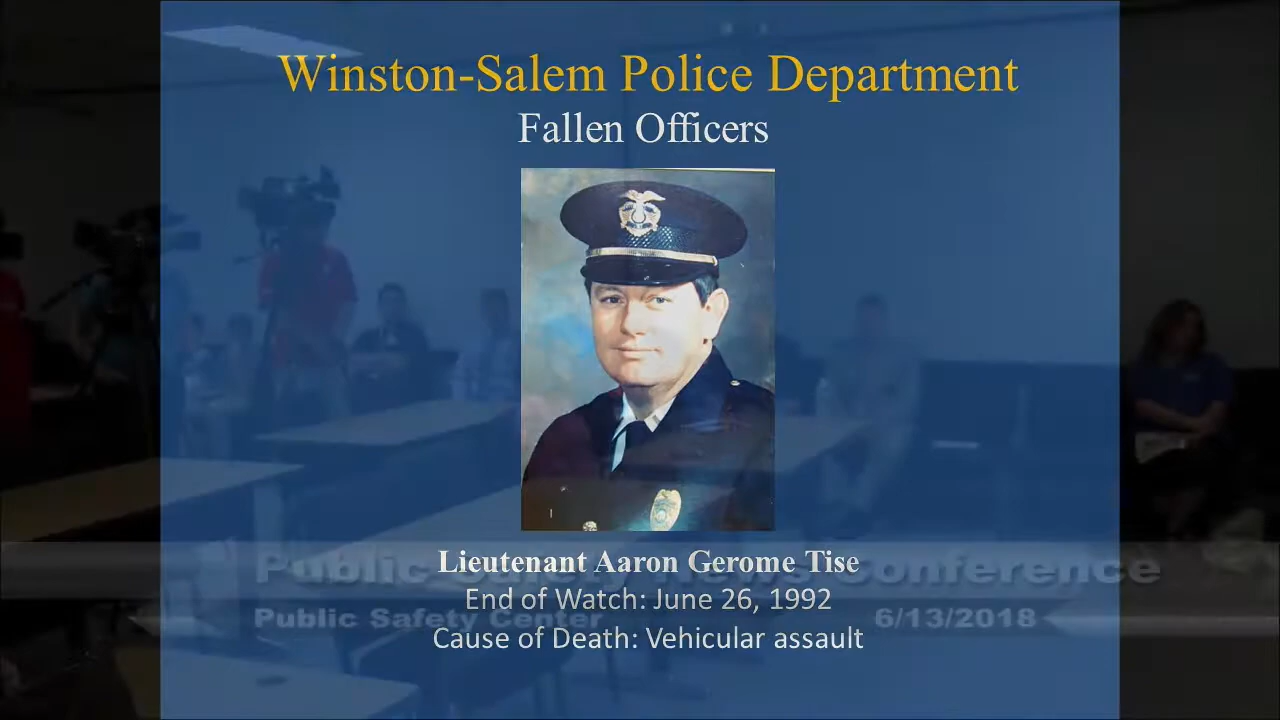 Winston-Salem Police Department
Fallen Officers
Lieutenant Aaron Gerome Tise
Public Safety News Conference
End of Watch: June 26, 1992
Public Safety Center 6/13/2018
Cause of Death: Vehicular assault